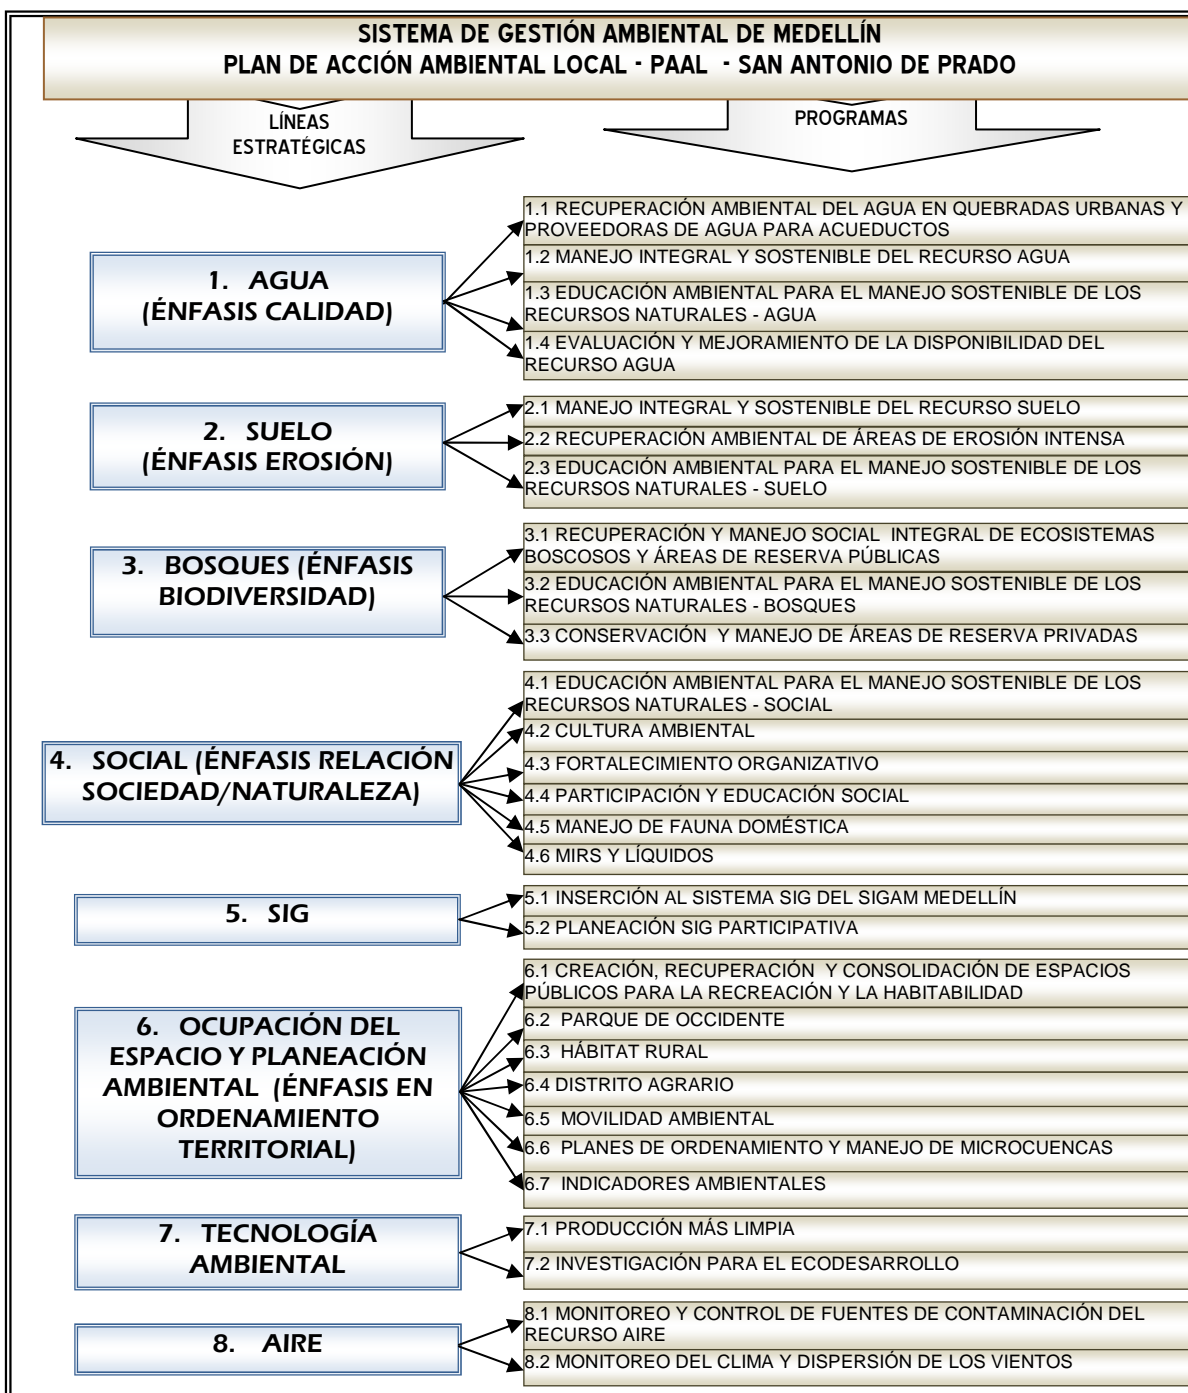 SISTEMA DE GESTIÓN AMBIENTAL DE MEDELLÍN
PLAN DE ACCIÓN AMBIENTAL LOCAL - PAAL - SAN ANTONIO DE PRADO
LÍNEAS
ESTRATÉGICAS
PROGRAMAS
1. AGUA
(ÉNFASIS CALIDAD)
1.1 RECUPERACIÓN AMBIENTAL DEL AGUA EN QUEBRADAS URBANAS Y
PROVEEDORAS DE AGUA PARA ACUEDUCTOS
1.2 MANEJO INTEGRAL Y SOSTENIBLE DEL RECURSO AGUA
1.3 EDUCACIÓN AMBIENTAL PARA EL MANEJO SOSTENIBLE DE LOS
RECURSOS NATURALES - AGUA
1.4 EVALUACIÓN Y MEJORAMIENTO DE LA DISPONIBILIDAD DEL
RECURSO AGUA
2. SUELO
(ÉNFASIS EROSIÓN)
2.1 MANEJO INTEGRAL Y SOSTENIBLE DEL RECURSO SUELO
2.2 RECUPERACIÓN AMBIENTAL DE ÁREAS DE EROSIÓN INTENSA
2.3 EDUCACIÓN AMBIENTAL PARA EL MANEJO SOSTENIBLE DE LOS
RECURSOS NATURALES - SUELO
3. BOSQUES (ÉNFASIS
BIODIVERSIDAD)
3.1 RECUPERACIÓN Y MANEJO SOCIAL INTEGRAL DE ECOSISTEMAS
BOSCOSOS Y ÁREAS DE RESERVA PÚBLICAS
3.2 EDUCACIÓN AMBIENTAL PARA EL MANEJO SOSTENIBLE DE LOS
RECURSOS NATURALES - BOSQUES
3.3 CONSERVACIÓN Y MANEJO DE ÁREAS DE RESERVA PRIVADAS
4. SOCIAL (ÉNFASIS RELACIÓN
SOCIEDAD/NATURALEZA)
4.1 EDUCACIÓN AMBIENTAL PARA EL MANEJO SOSTENIBLE DE LOS
RECURSOS NATURALES - SOCIAL
4.2 CULTURA AMBIENTAL
4.3 FORTALECIMIENTO ORGANIZATIVO
4.4 PARTICIPACIÓN Y EDUCACIÓN SOCIAL
4.5 MANEJO DE FAUNA DOMÉSTICA
4.6 MIRS Y LÍQUIDOS
5. SIG
5.1 INSERCIÓN AL SISTEMA SIG DEL SIGAM MEDELLÍN
5.2 PLANEACIÓN SIG PARTICIPATIVA
6. OCUPACIÓN DEL
ESPACIO Y PLANEACIÓN
AMBIENTAL (ÉNFASIS EN
ORDENAMIENTO
TERRITORIAL)
6.1 CREACIÓN, RECUPERACIÓN Y CONSOLIDACIÓN DE ESPACIOS
PÚBLICOS PARA LA RECREACIÓN Y LA HABITABILIDAD
6.2 PARQUE DE OCCIDENTE
6.3 HÁBITAT RURAL
6.4 DISTRITO AGRARIO
6.5 MOVILIDAD AMBIENTAL
6.6 PLANES DE ORDENAMIENTO Y MANEJO DE MICROCUENCAS
6.7 INDICADORES AMBIENTALES
7. TECNOLOGÍA
AMBIENTAL
7.1 PRODUCCIÓN MÁS LIMPIA
7.2 INVESTIGACIÓN PARA EL ECODESARROLLO
8. AIRE
8.1 MONITOREO Y CONTROL DE FUENTES DE CONTAMINACIÓN DEL
RECURSO AIRE
8.2 MONITOREO DEL CLIMA Y DISPERSIÓN DE LOS VIENTOS